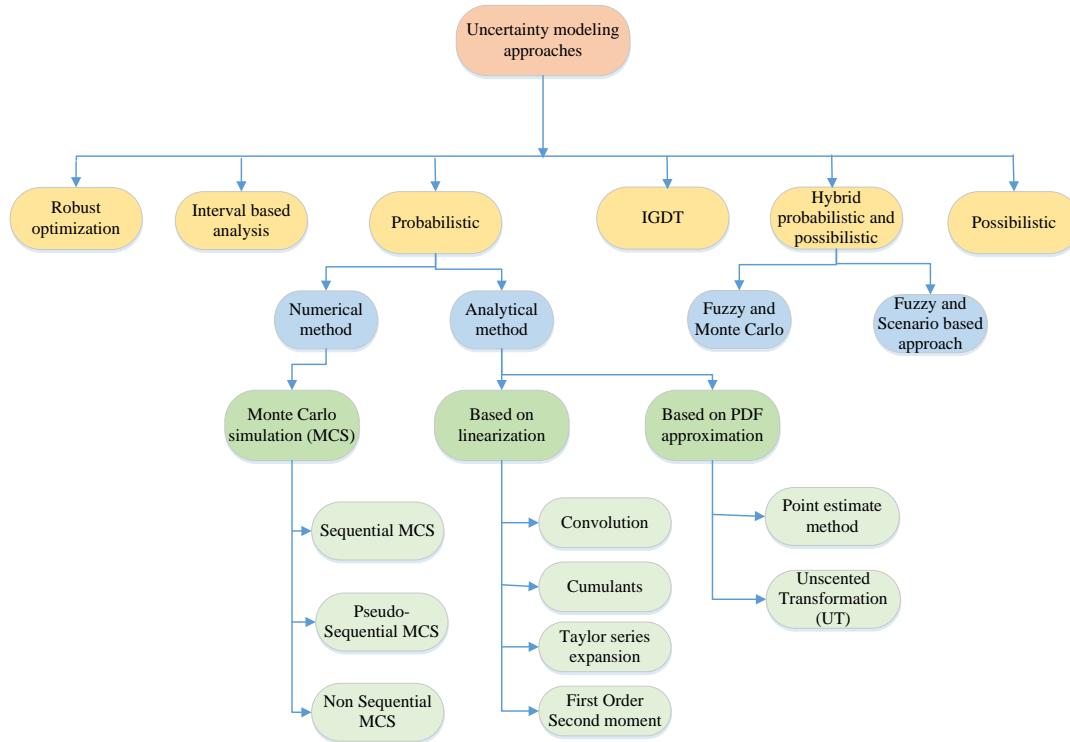 Uncertainty modeling
approaches
Robust
optimization
Interval based
analysis
Probabilistic
IGDT
Hybrid
probabilistic and
possibilistic
Possibilistic
Numerical
method
Analytical
method
Fuzzy and
Monte Carlo
Fuzzy and
Scenario based
approach
Monte Carlo
simulation (MCS)
Based on
linearization
Based on PDF
approximation
Sequential MCS
Pseudo-
Sequential MCS
Non Sequential
MCS
Convolution
Cumulants
Taylor series
expansion
First Order
Second moment
Point estimate
method
Unscented
Transformation
(UT)